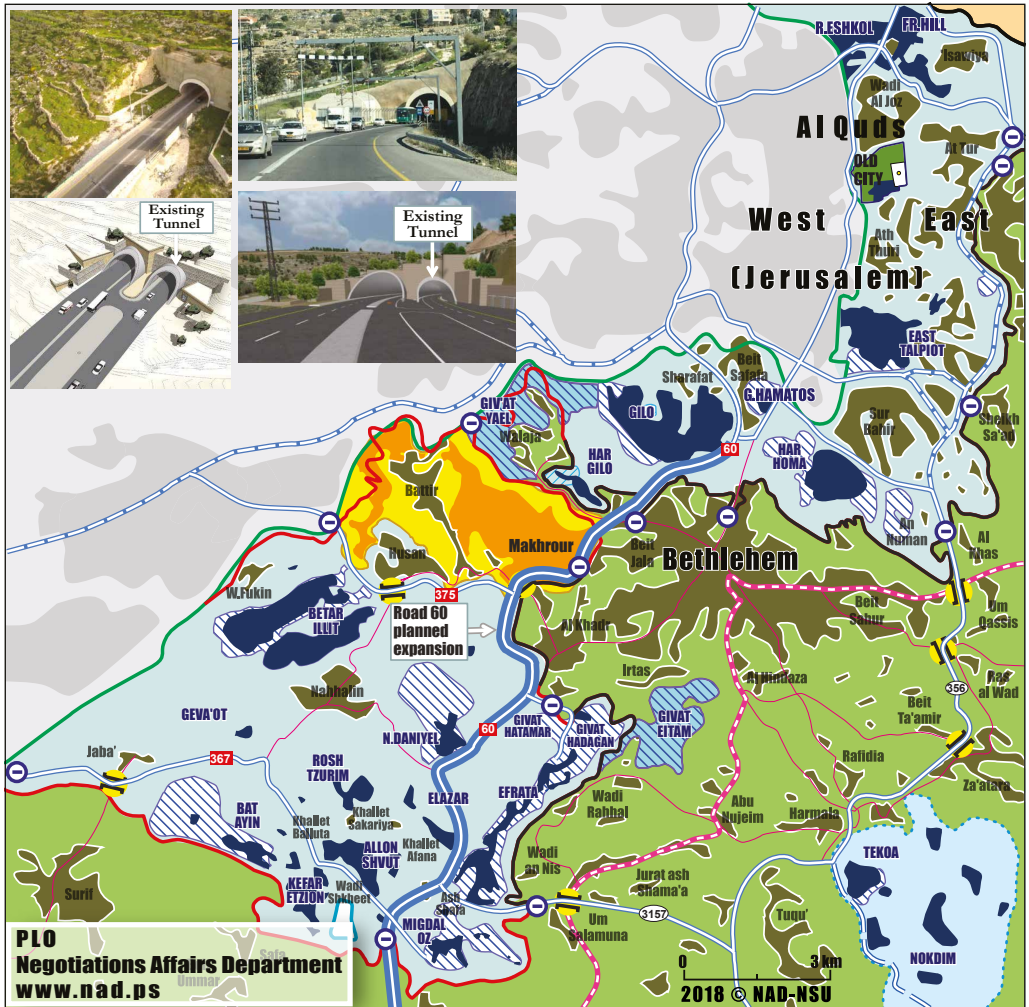 Existing
Tunnel
Existing
Tunnel
R.ESHKOL
FR.HILL
'Isawiya
Wadi
Al Joz
Al Quds
At Tur
OLD
CITY
West
East
Ath
Thuri
(Jerusalem)
EAST
TALPIOT
Beit
Safafa
Sharafat
G.HAMATOS
GIV'AT
YAEL
Walaja
GILO
Sur
Bahir
Sheikh
Sa'ad
HAR
GILO
60
HAR
HOMA
Battir
An
Numan
Makhrour
Husan
Beit
Jala
Bethlehem
Al
Khas
W.Fukin
375
BETAR
ILLIT
Road 60
planned
expansion
Al Khadr
Beit
Sahur
Um
Qassis
Irtas
Al Hindaza
Ras
al Wad
Nahhalin
356
GEVA'OT
Beit
Ta'amir
N.DANIYEL
60
GIVAT
HATAMAR
GIVAT
HADAGAN
GIVAT
EITAM
Jaba'
367
Rafidia
Za'atara
ROSH
TZURIM
ELAZAR
EFRATA
Wadi
Rahhal
Abu
Nujeim
Harmala
BAT
AYIN
Khallet
Balluta
Khallet
Sakariya
Khallet
Afana
ALLON
SHVUT
Wadi
an Nis
TEKOA
Surif
KEFAR
ETZION
Wadi
Shkheet
Ash
Shafa
Jurat ash
Shama'a
3157
Um
Salamuna
Tuqu'
MIGDAL
OZ
NOKDIM
Safa
Ummar
PLO
Negotiations Affairs Department
www.nad.ps
0
3 km
2018 © NAD-NSU